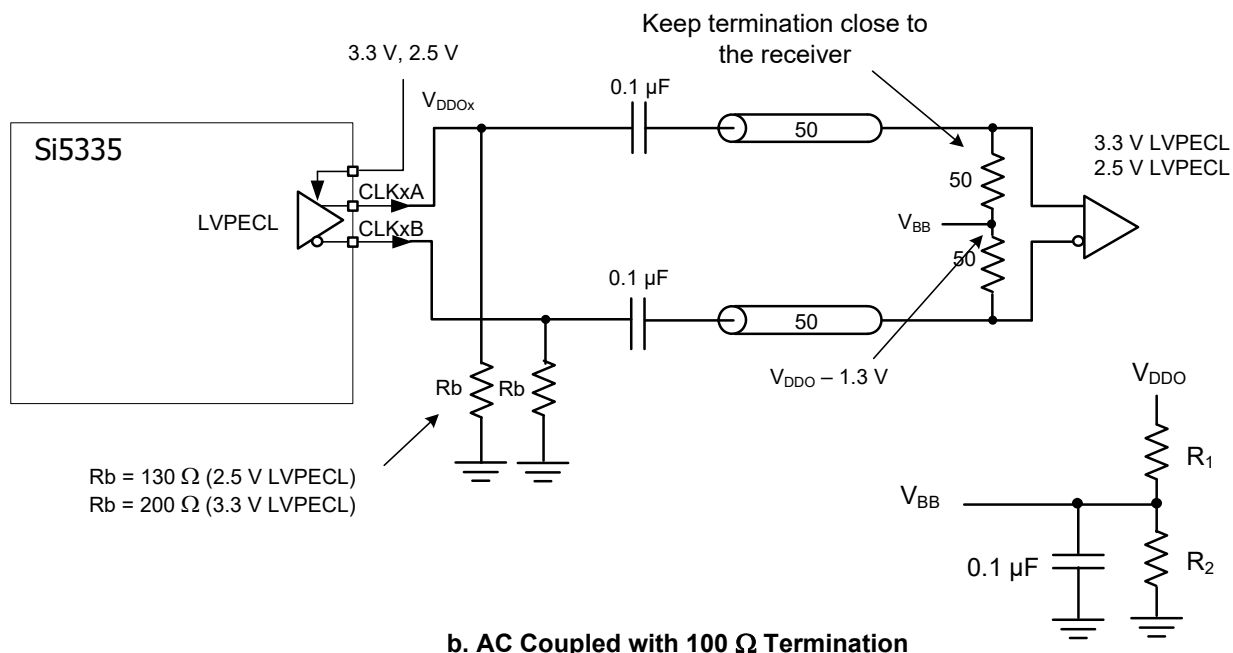 Keep termination close to
the receiver
3.3 V, 2.5 V
0.1 µF
VDDOx
50
Si5335
3.3 V LVPECL
2.5 V LVPECL
CLKxA
50
LVPECL
VBB
CLKxB
50
0.1 µF
50
VDDO – 1.3 V
Rb
Rb
VDDO
R1
Rb = 130 Ω (2.5 V LVPECL)
Rb = 200 Ω (3.3 V LVPECL)
VBB
0.1 µF
R2
b. AC Coupled with 100 Ω Termination